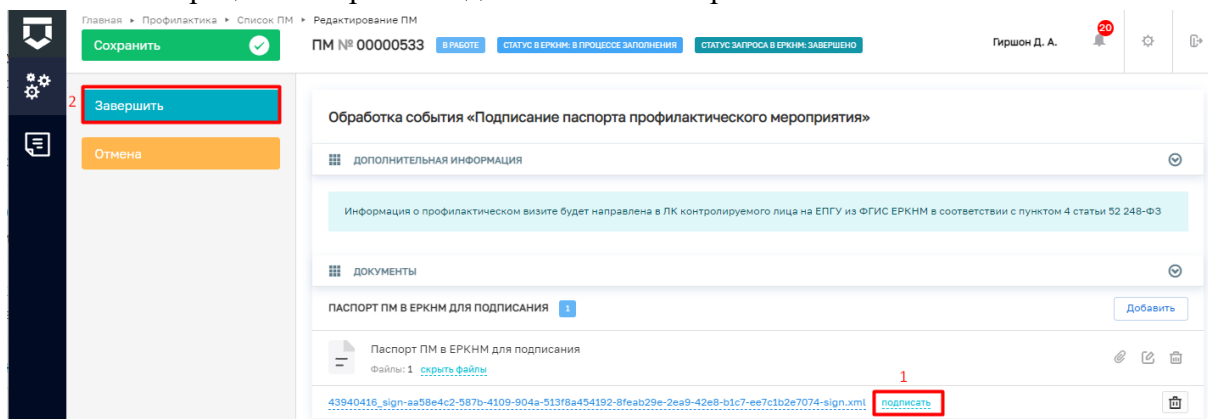 Главная ▸ Профилактика ▸ Список ПМ ▸ Редактирование ПМ
Сохранить
ПМ № 00000533 В РАБОТЕ СТАТУС В ЕРКНМ: В ПРОЦЕССЕ ЗАПОЛНЕНИЯ СТАТУС ЗАПРОСА В ЕРКНМ: ЗАВЕРШЕНО
Гиршон Д. А.
20
2
Завершить
Отмена
Обработка события «Подписание паспорта профилактического мероприятия»
ДОПОЛНИТЕЛЬНАЯ ИНФОРМАЦИЯ
Информация о профилактическом визите будет направлена в ЛК контролируемого лица на ЕПГУ из ФГИС ЕРКНМ в соответствии с пунктом 4 статьи 52 248-ФЗ
ДОКУМЕНТЫ
ПАСПОРТ ПМ В ЕРКНМ ДЛЯ ПОДПИСАНИЯ 1
Добавить
Паспорт ПМ в ЕРКНМ для подписания
Файлы: 1 скрыть файлы
1
43940416_sign-aa58e4c2-587b-4109-904a-513f8a454192-8feab29e-2ea9-42e8-b1c7-ee7c1b2e7074-sign.xml подписать